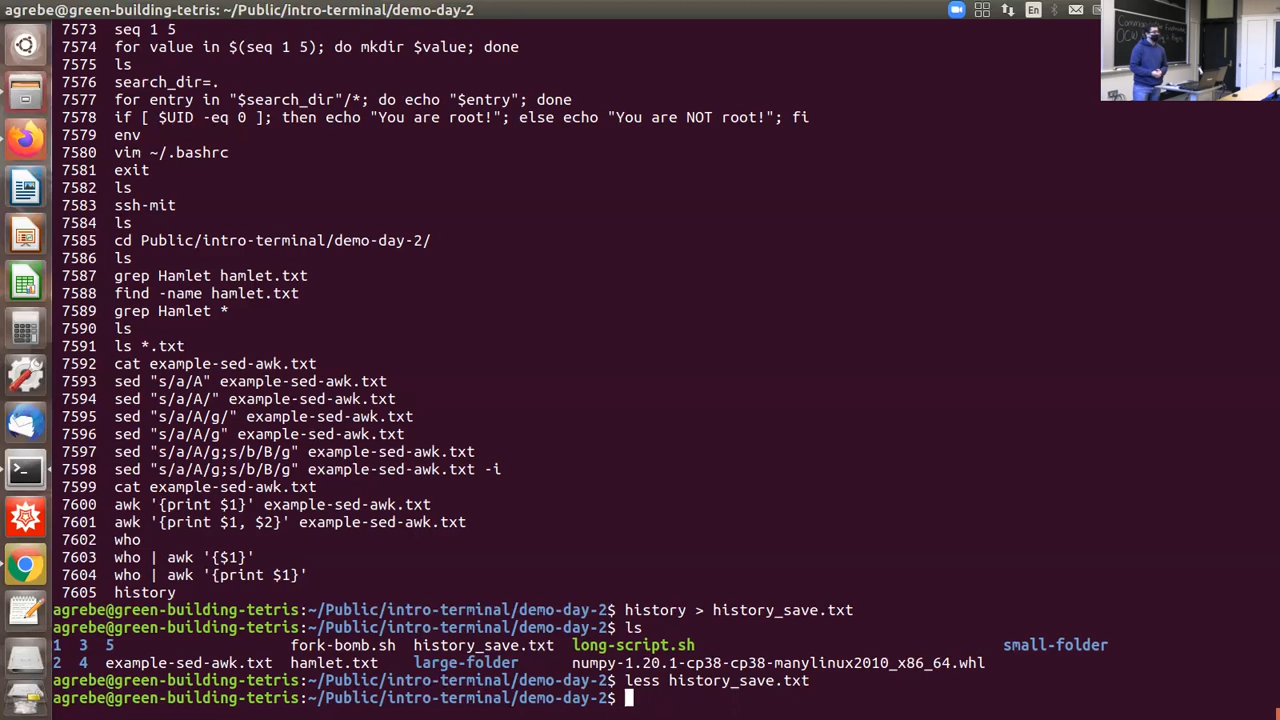 agrebe@green-building-tetris: ~/Public/intro-terminal/demo-day-2
En
7573 seq 1 5
7574 for value in $(seq 1 5); do mkdir $value; done
7575 ls
7576 search_dir=.
7577 for entry in "$search_dir"/*; do echo "$entry"; done
7578 if [ $UID -eq 0 ]; then echo "You are root!"; else echo "You are NOT root!"; fi
7579 env
7580 vim ~/.bashrc
7581 exit
7582 ls
7583 ssh-mit
7584 ls
7585 cd Public/intro-terminal/demo-day-2/
7586 ls
7587 grep Hamlet hamlet.txt
7588 find -name hamlet.txt
7589 grep Hamlet *
7590 ls
7591 ls *.txt
7592 cat example-sed-awk.txt
7593 sed "s/a/A" example-sed-awk.txt
7594 sed "s/a/A/" example-sed-awk.txt
7595 sed "s/a/A/g/" example-sed-awk.txt
7596 sed "s/a/A/g" example-sed-awk.txt
7597 sed "s/a/A/g;s/b/B/g" example-sed-awk.txt
7598 sed "s/a/A/g;s/b/B/g" example-sed-awk.txt -i
7599 cat example-sed-awk.txt
7600 awk '{print $1}' example-sed-awk.txt
7601 awk '{print $1, $2}' example-sed-awk.txt
7602 who
7603 who | awk '{$1}'
7604 who | awk '{print $1}'
7605 history
agrebe@green-building-tetris:~/Public/intro-terminal/demo-day-2$ history > history_save.txt
agrebe@green-building-tetris:~/Public/intro-terminal/demo-day-2$ ls
1 3 5 fork-bomb.sh history_save.txt long-script.sh small-folder
2 4 example-sed-awk.txt hamlet.txt large-folder numpy-1.20.1-cp38-cp38-manylinux2010_x86_64.whl
agrebe@green-building-tetris:~/Public/intro-terminal/demo-day-2$ less history_save.txt
agrebe@green-building-tetris:~/Public/intro-terminal/demo-day-2$